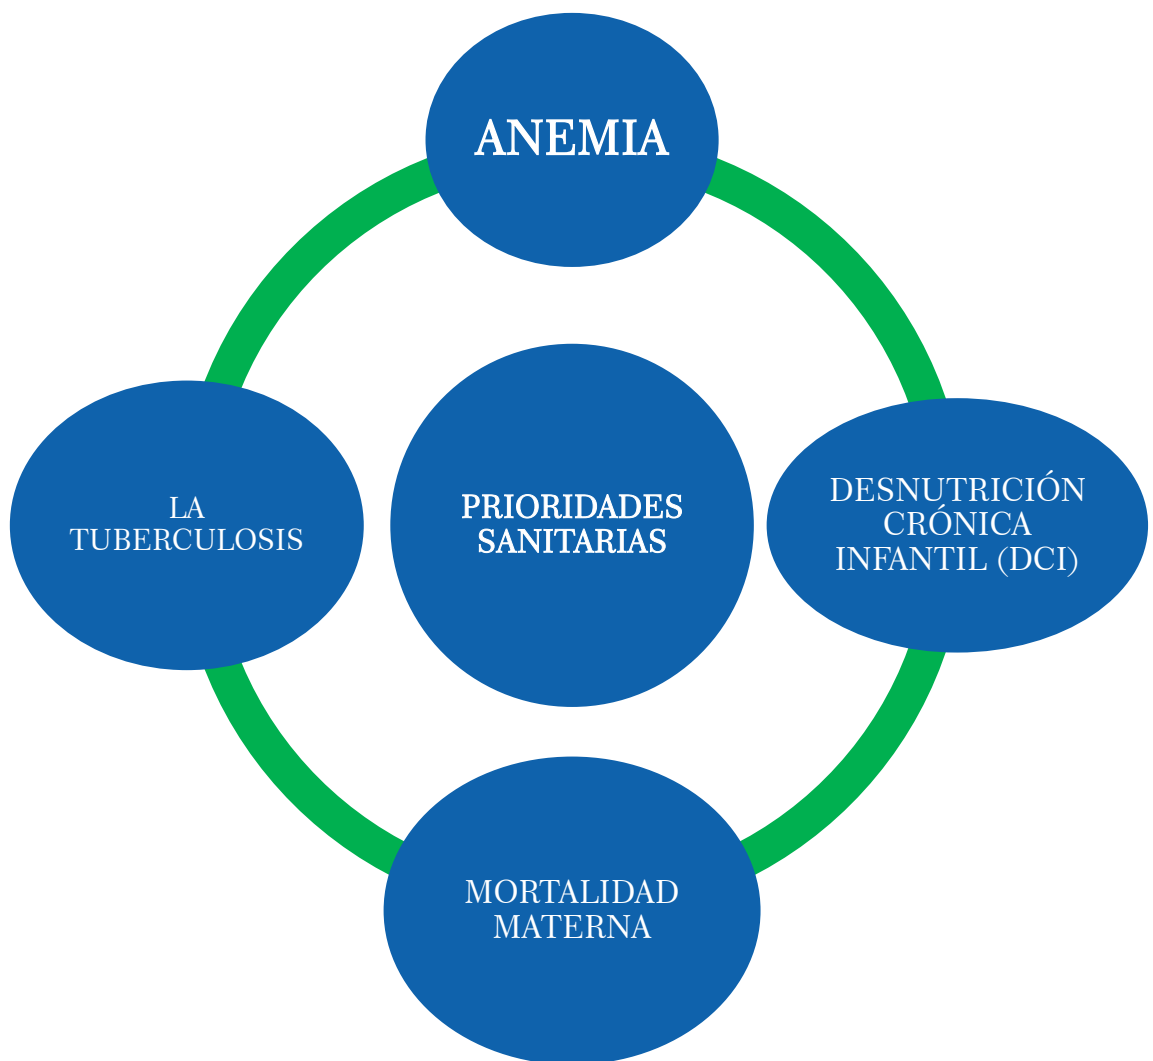 ANEMIA
LA
TUBERCULOSIS
PRIORIDADES
SANITARIAS
DESNUTRICIÓN
CRÓNICA
INFANTIL (DCI)
MORTALIDAD
MATERNA